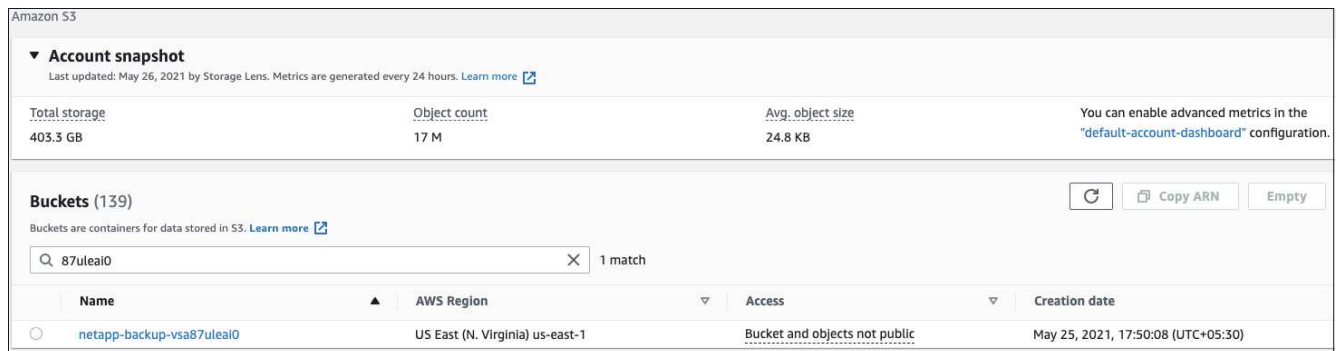 Amazon S3
Account snapshot
Last updated: May 26, 2021 by Storage Lens. Metrics are generated every 24 hours. Learn more
Total storage Object count Avg. object size You can enable advanced metrics in the
403.3 GB 17 M 24.8 KB "default-account-dashboard" configuration.
Buckets (139) Copy ARN Empty
Buckets are containers for data stored in S3. Learn more
87uleai0 1 match
Name AWS Region Access Creation date
netapp-backup-vsa87uleai0 US East (N. Virginia) us-east-1 Bucket and objects not public May 25, 2021, 17:50:08 (UTC+05:30)